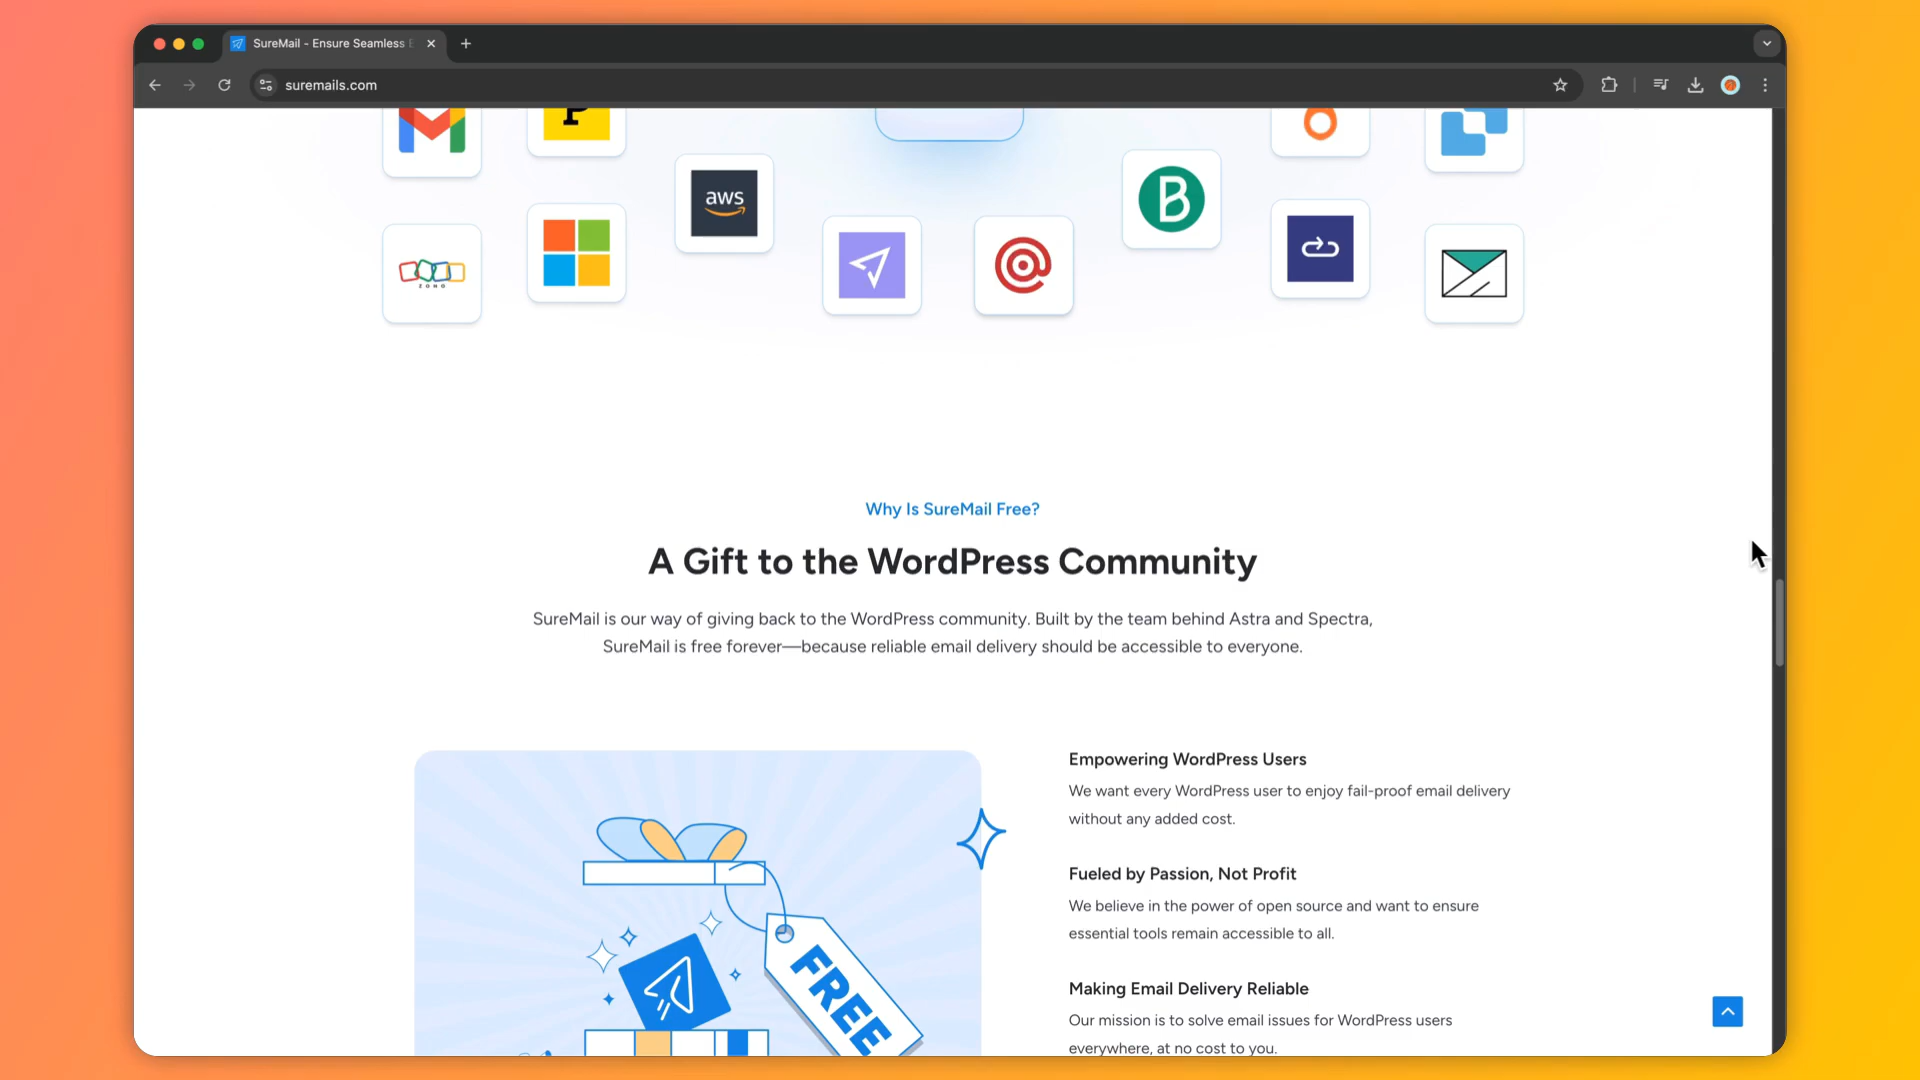 SureMail - Ensure Seamless E
suremails.com
P
aws
B
ZOHO
Why Is SureMail Free?
A Gift to the WordPress Community
SureMail is our way of giving back to the WordPress community. Built by the team behind Astra and Spectra,
SureMail is free forever—because reliable email delivery should be accessible to everyone.
Empowering WordPress Users
We want every WordPress user to enjoy fail-proof email delivery
without any added cost.
Fueled by Passion, Not Profit
We believe in the power of open source and want to ensure
essential tools remain accessible to all.
Making Email Delivery Reliable
Our mission is to solve email issues for WordPress users
everywhere, at no cost to you.
FREE